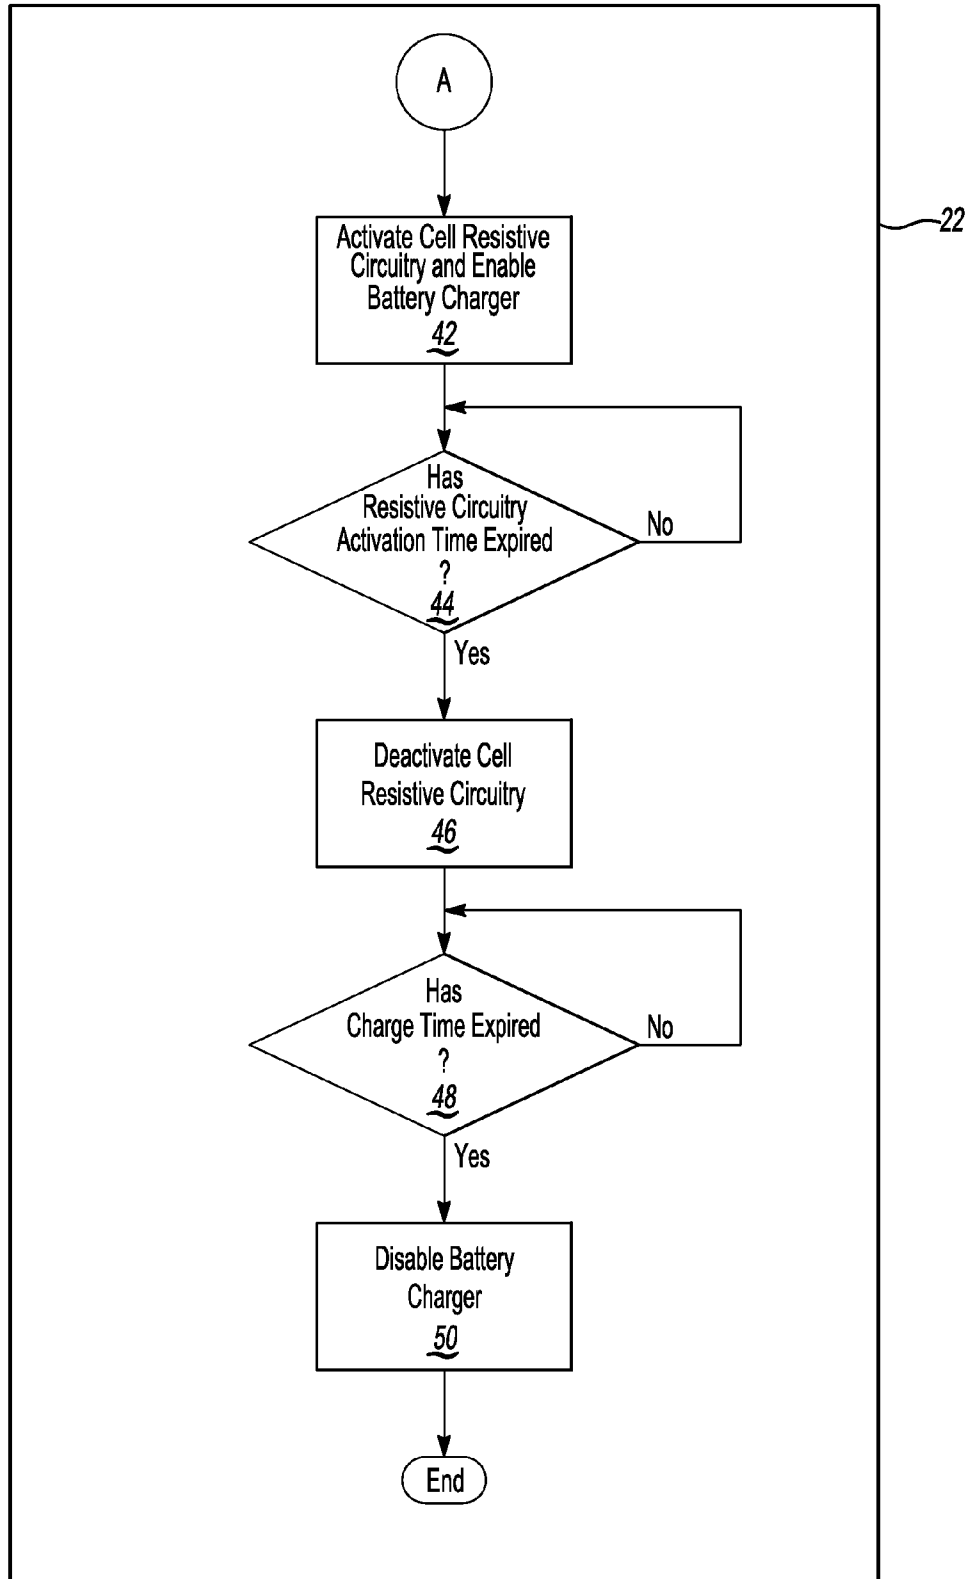 A
22
Activate Cell Resistive
Circuitry and Enable
Battery Charger
42
Has
Resistive Circuitry
Activation Time Expired
?
44
No
Yes
Deactivate Cell
Resistive Circuitry
46
Has
Charge Time Expired
?
48
No
Yes
Disable Battery
Charger
50
End